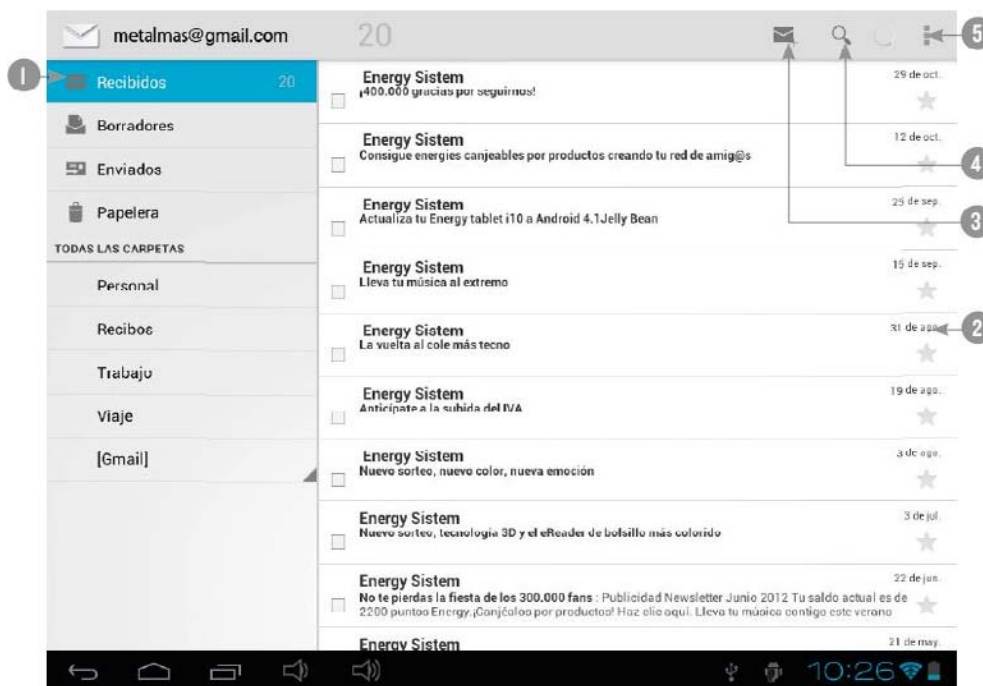 metalmas@gmail.com
20
5
1
Recibidos
20
Borradores
Enviados
Papelera
TODAS LAS CARPETAS
Personal
Recibos
Trabajo
Viaje
[Gmail]
Energy Sistem
29 de oct.
¡400.000 gracias por seguirnos!
Energy Sistem
12 de oct.
Consigue energies canjeables por productos creando tu red de amig@s
4
Energy Sistem
25 de sep.
Actualiza tu Energy tablet i10 a Android 4.1Jelly Bean
3
Energy Sistem
15 de sep.
Lleva tu música al extremo
Energy Sistem
31 de ago.
2
La vuelta al cole más tecno
Energy Sistem
19 de ago.
Anticípate a la subida del IVA
Energy Sistem
3 de ago.
Nuevo sorteo, nuevo color, nueva emoción
Energy Sistem
3 de jul.
Nuevo sorteo, tecnología 3D y el eReader de bolsillo más colorido
Energy Sistem
22 de jun.
No te pierdas la fiesta de los 300.000 fans : Publicidad Newsletter Junio 2012 Tu saldo actual es de
2200 puntos Energy.¡Canjéalos por productos! Haz clic aquí. Lleva tu música contigo este verano
Energy Sistem
21 de may.
10:26